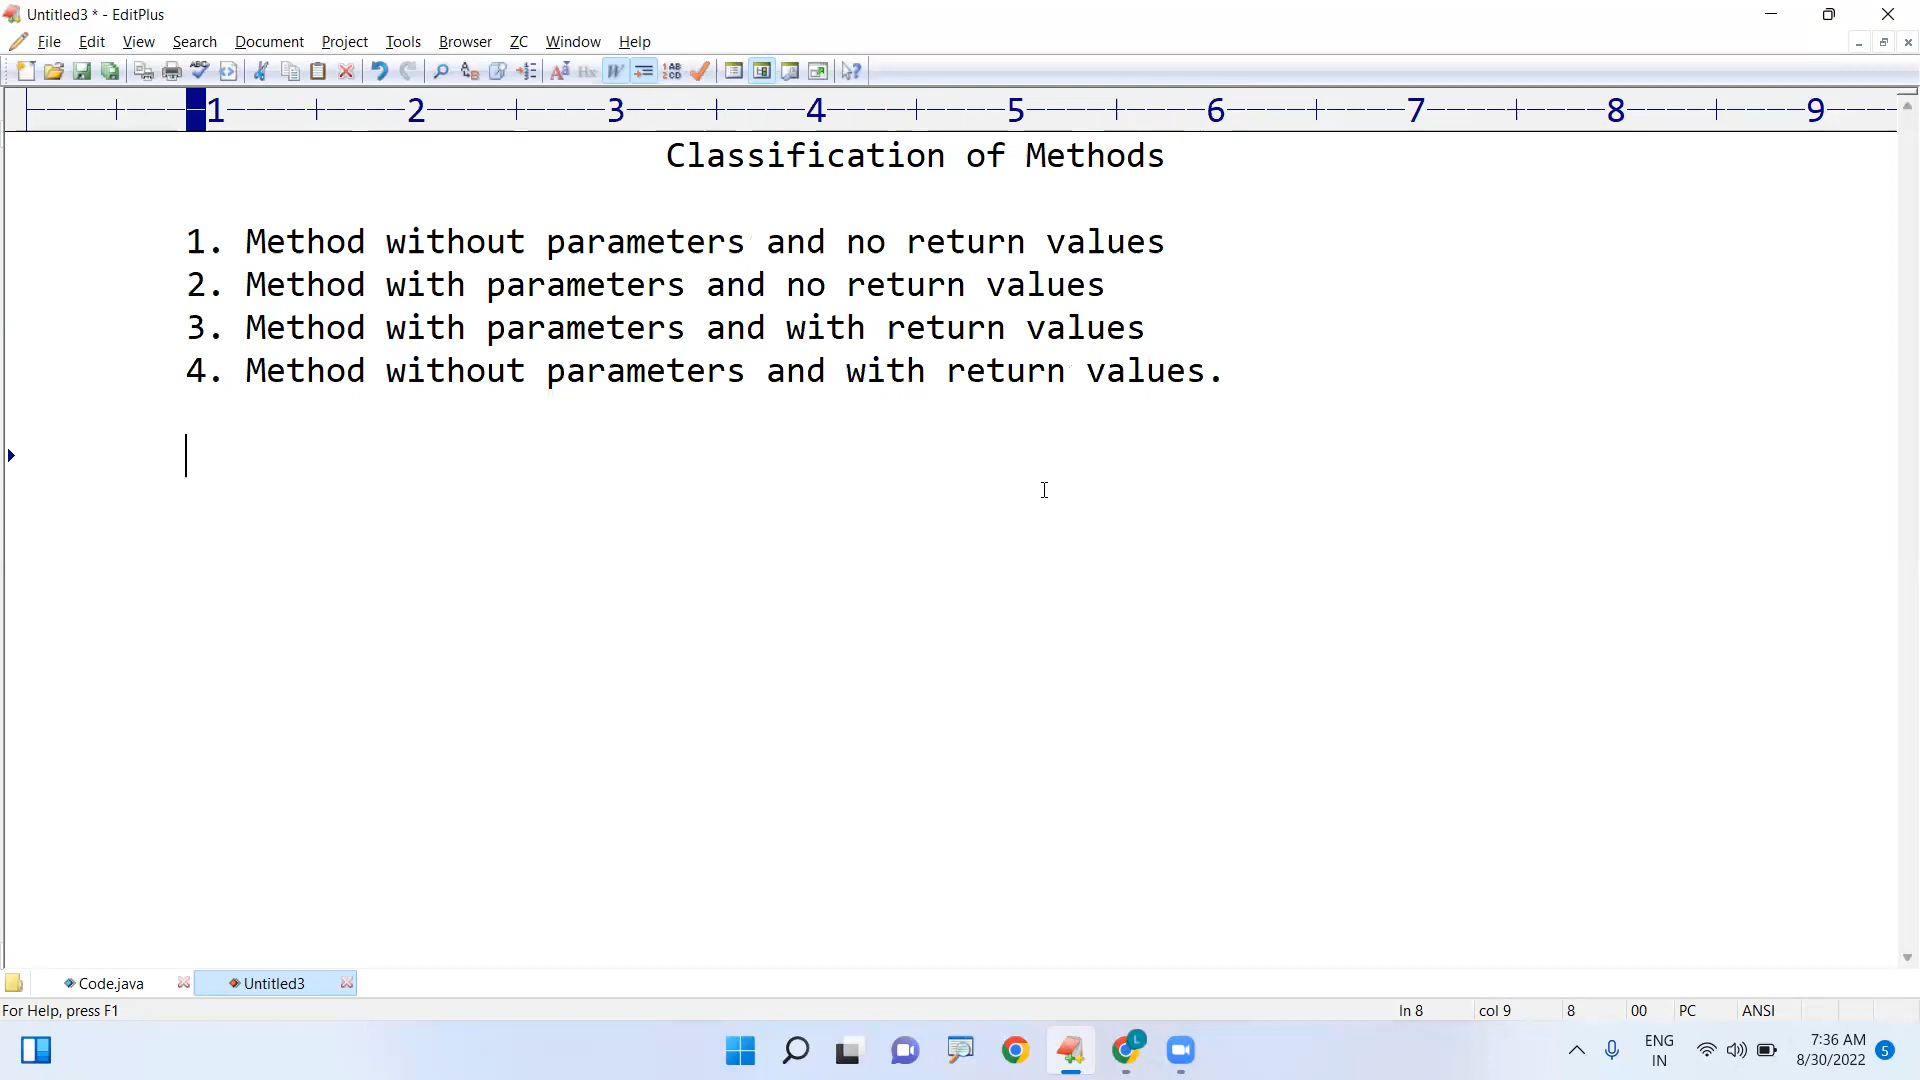 Untitled3 * - EditPlus
File Edit View Search Document Project Tools Browser ZC Window Help
1 2 3 4 5 6 7 8 9
Classification of Methods
1. Method without parameters and no return values
2. Method with parameters and no return values
3. Method with parameters and with return values
4. Method without parameters and with return values.
Code.java Untitled3
For Help, press F1 ln 8 col 9 8 00 PC ANSI
ENG 7:36 AM
IN 8/30/2022 5